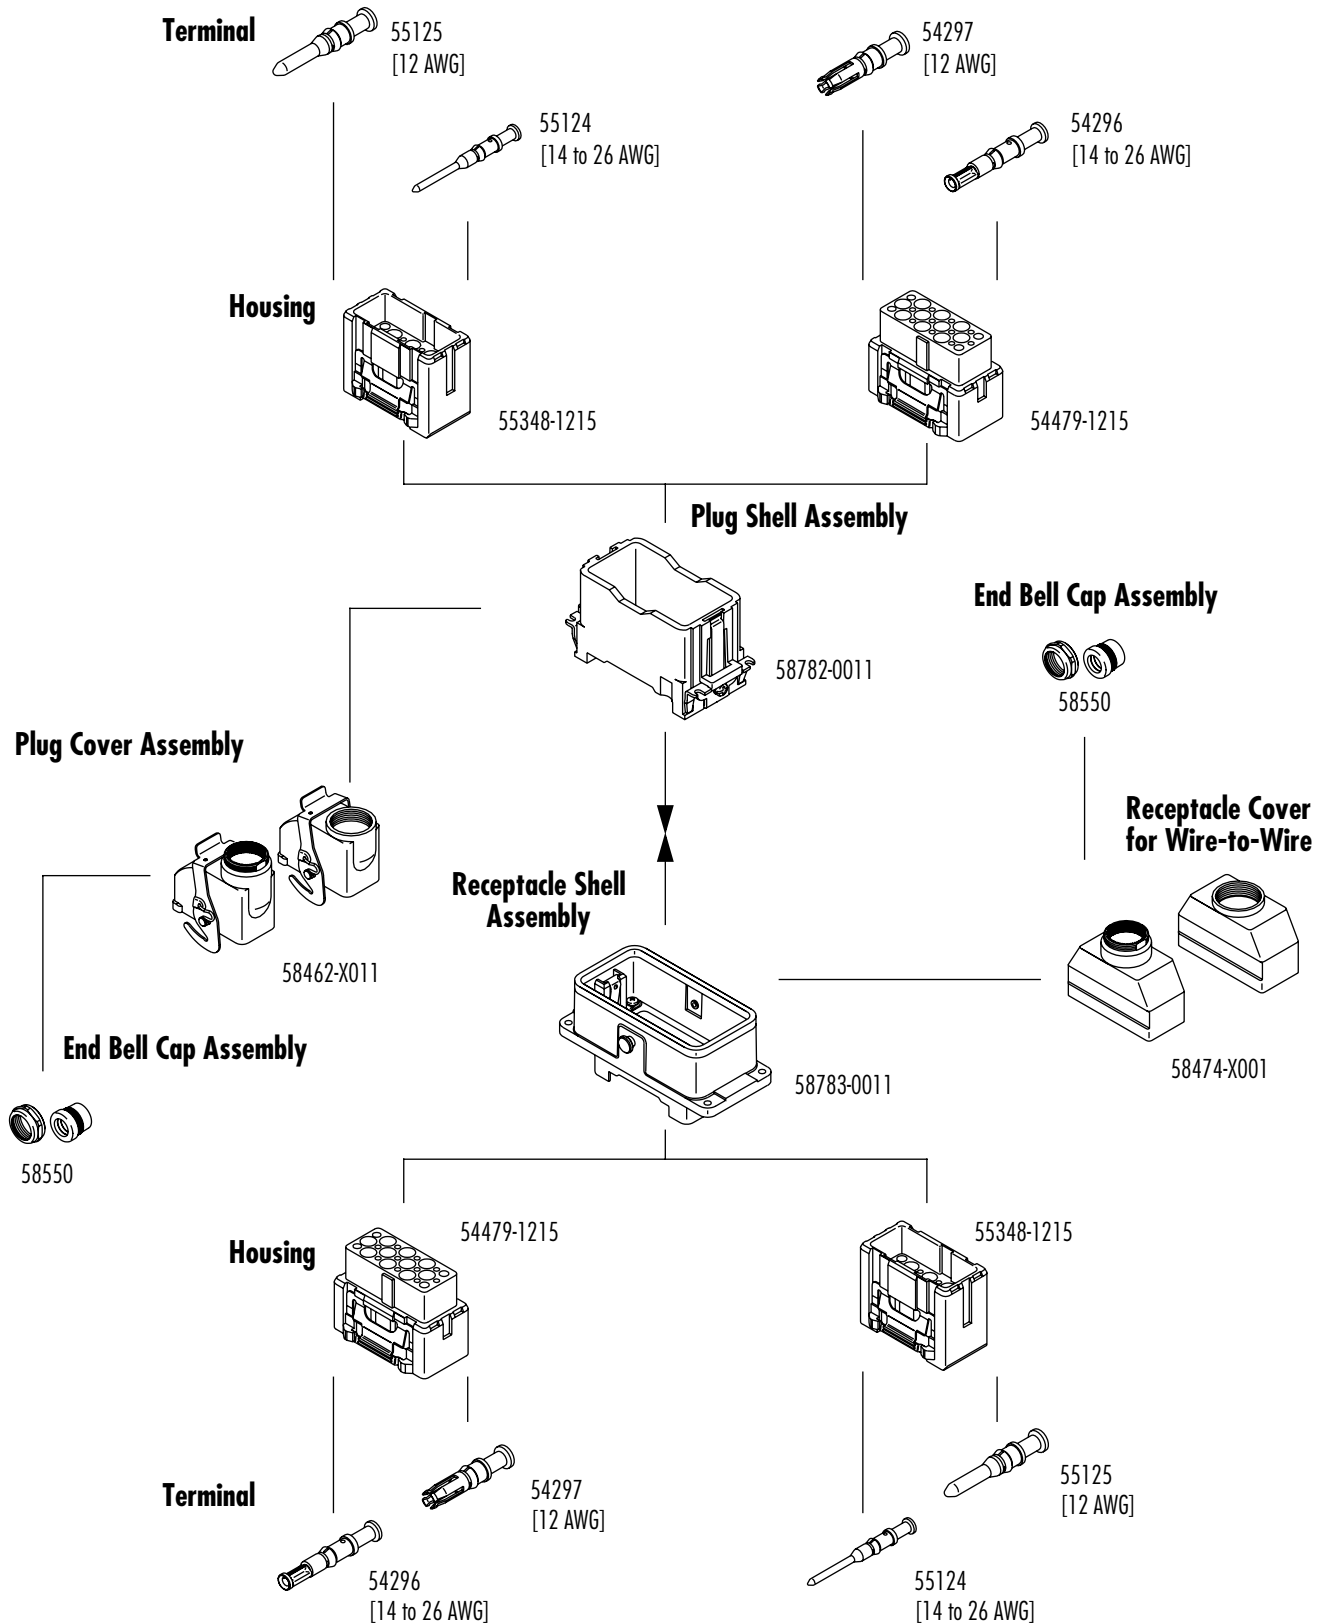 Terminal
55125
[12 AWG]
54297
[12 AWG]
55124
[14 to 26 AWG]
54296
[14 to 26 AWG]
Housing
55348-1215
54479-1215
Plug Shell Assembly
End Bell Cap Assembly
58782-0011
58550
Plug Cover Assembly
Receptacle Cover
for Wire-to-Wire
Receptacle Shell
Assembly
58462-X011
End Bell Cap Assembly
58474-X001
58783-0011
58550
54479-1215
55348-1215
Housing
Terminal
54297
[12 AWG]
55125
[12 AWG]
54296
[14 to 26 AWG]
55124
[14 to 26 AWG]